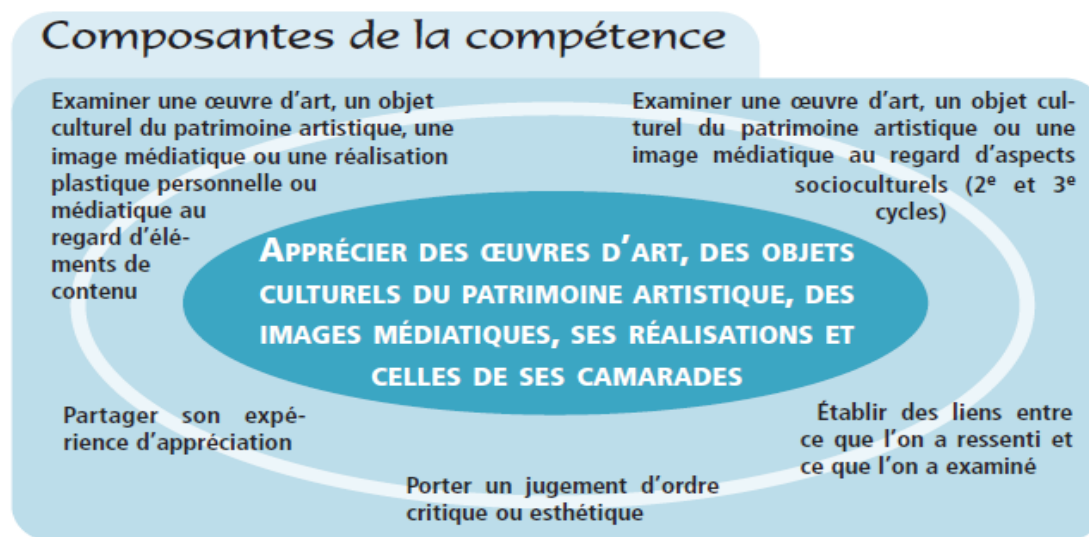 Composantes de la compétence
Examiner une œuvre d'art, un objet
culturel du patrimoine artistique, une
image médiatique ou une réalisation
plastique personnelle ou
médiatique au
regard d'élé-
ments de
contenu
Examiner une œuvre d'art, un objet cul-
turel du patrimoine artistique ou une
image médiatique au regard d'aspects
socioculturels (2e et 3e
cycles)
APPRÉCIER DES ŒUVRES D'ART, DES OBJETS
CULTURELS DU PATRIMOINE ARTISTIQUE, DES
IMAGES MÉDIATIQUES, SES RÉALISATIONS ET
CELLES DE SES CAMARADES
Partager son expé-
rience d'appréciation
Porter un jugement d'ordre
critique ou esthétique
Établir des liens entre
ce que l'on a ressenti et
ce que l'on a examiné